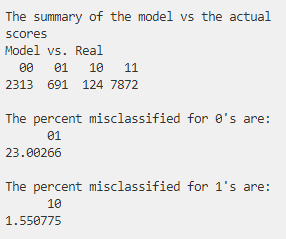 The summary of the model vs the actual
scores
Model vs. Real
00 01 10 11
2313 691 124 7872
The percent misclassified for 0's are:
01
23.00266
The percent misclassified for 1's are:
10
1.550775